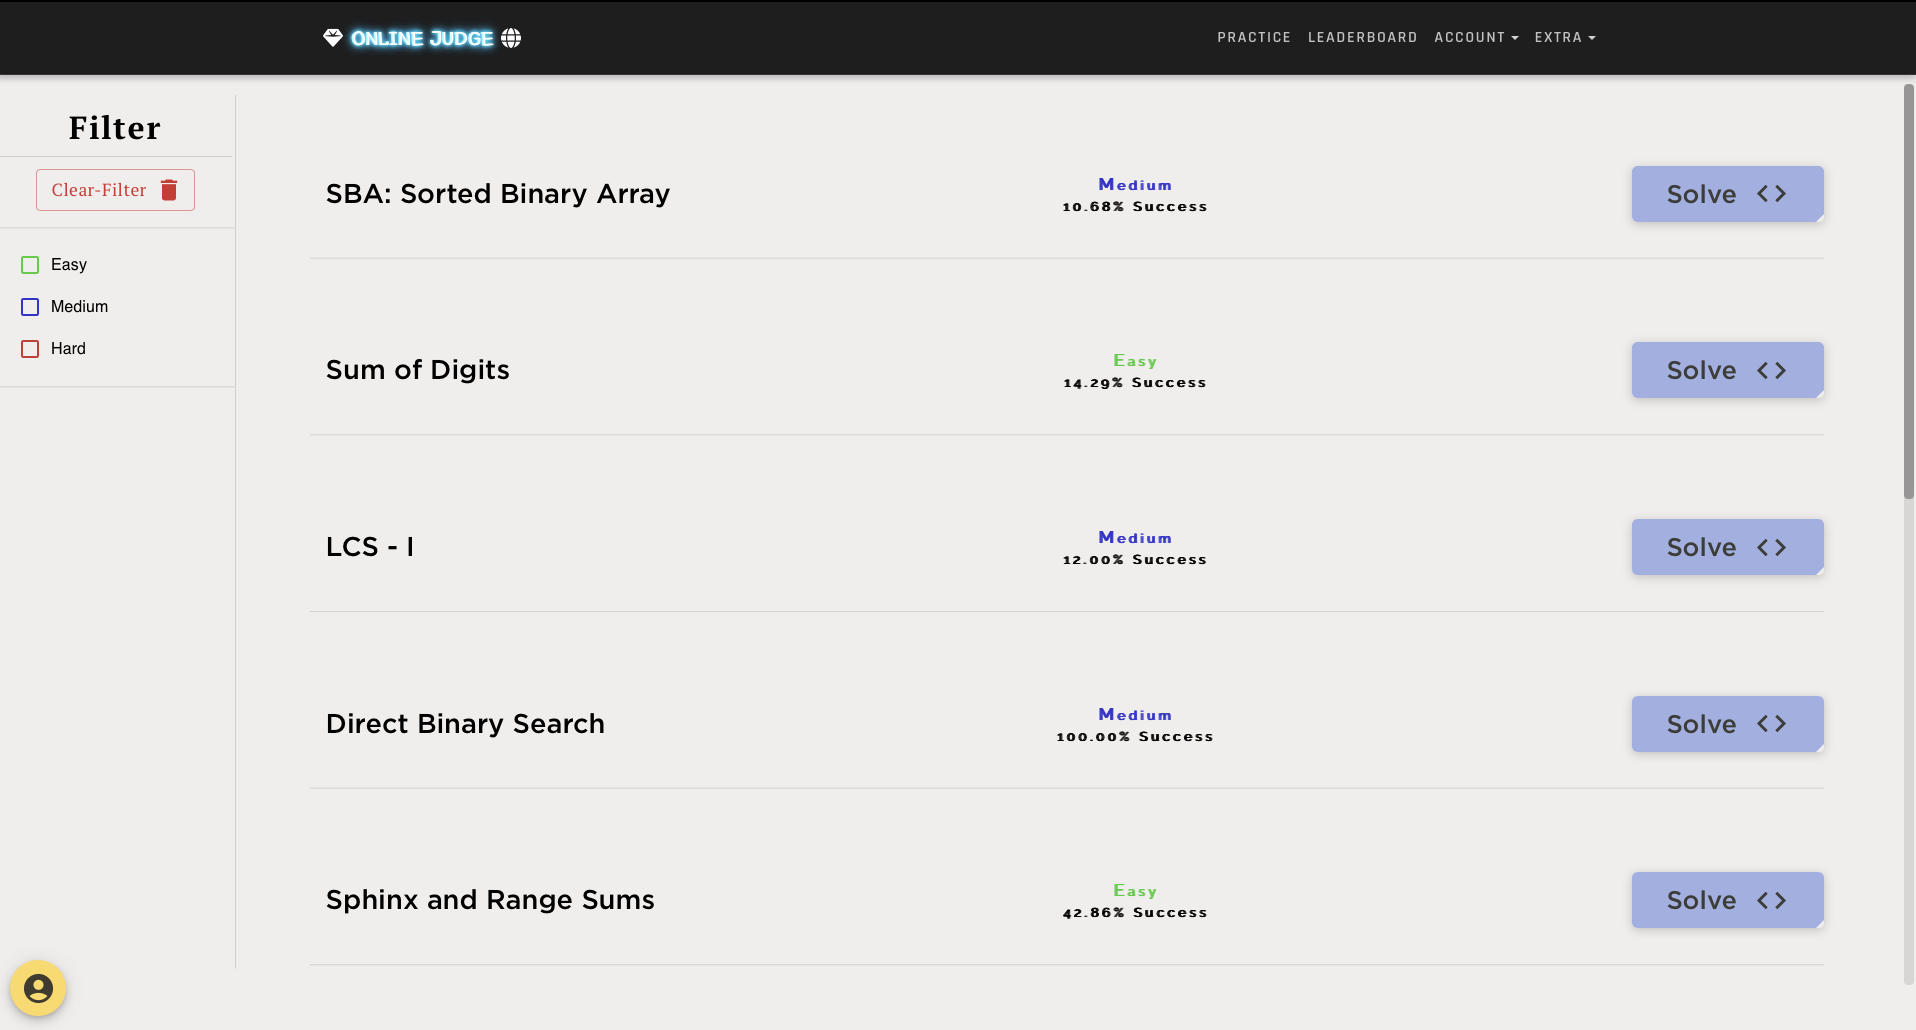 ONLINE JUDGE
PRACTICE LEADERBOARD ACCOUNT EXTRA
Filter
Clear-Filter
Easy
Medium
Hard
SBA: Sorted Binary Array
Medium
10.68% Success
Solve <>
Sum of Digits
Easy
14.29% Success
Solve <>
LCS - I
Medium
12.00% Success
Solve <>
Direct Binary Search
Medium
100.00% Success
Solve <>
Sphinx and Range Sums
Easy
42.86% Success
Solve <>